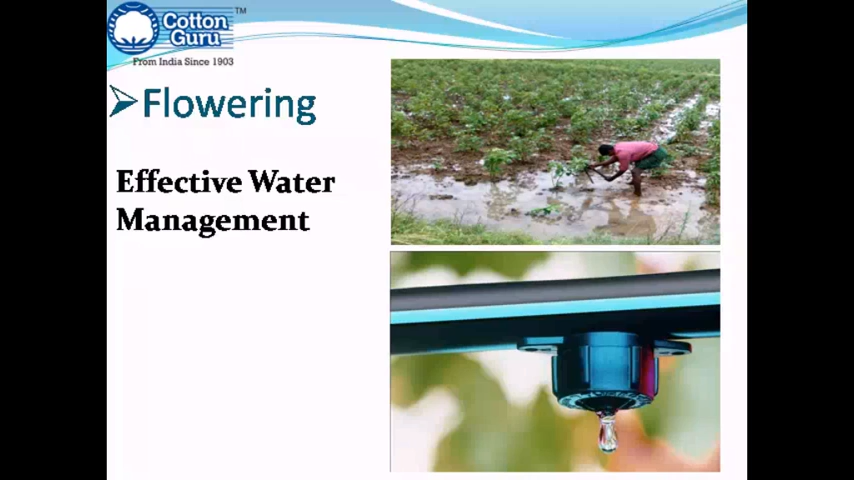 Cotton
Guru
TM
From India Since 1903
➢Flowering
Effective Water
Management